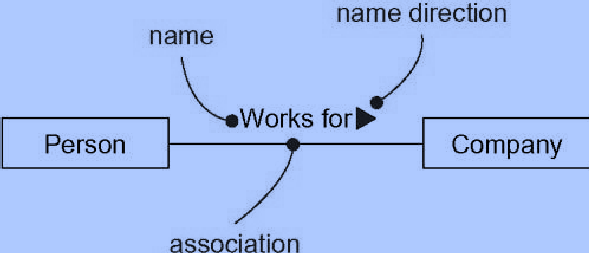 name direction
name
Works for
Person
Company
association